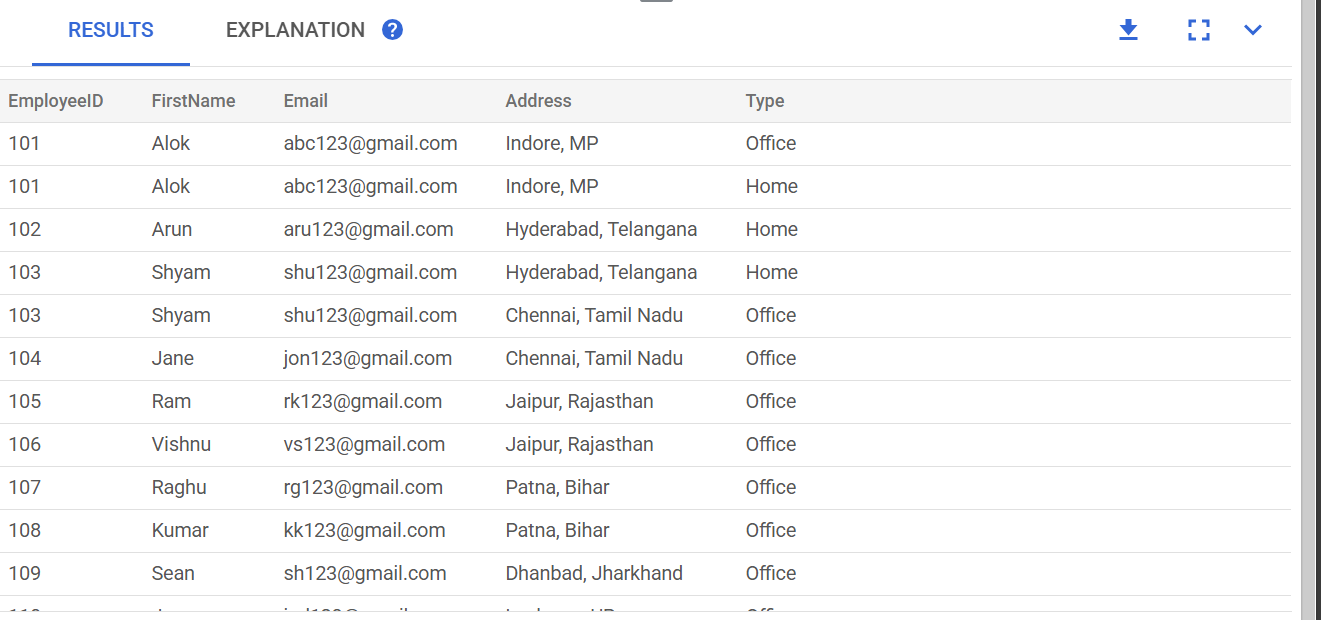 RESULTS EXPLANATION ?
EmployeeID FirstName Email Address Type
101 Alok abc123@gmail.com Indore, MP Office
101 Alok abc123@gmail.com Indore, MP Home
102 Arun aru123@gmail.com Hyderabad, Telangana Home
103 Shyam shu123@gmail.com Hyderabad, Telangana Home
103 Shyam shu123@gmail.com Chennai, Tamil Nadu Office
104 Jane jon123@gmail.com Chennai, Tamil Nadu Office
105 Ram rk123@gmail.com Jaipur, Rajasthan Office
106 Vishnu vs123@gmail.com Jaipur, Rajasthan Office
107 Raghu rg123@gmail.com Patna, Bihar Office
108 Kumar kk123@gmail.com Patna, Bihar Office
109 Sean sh123@gmail.com Dhanbad, Jharkhand Office